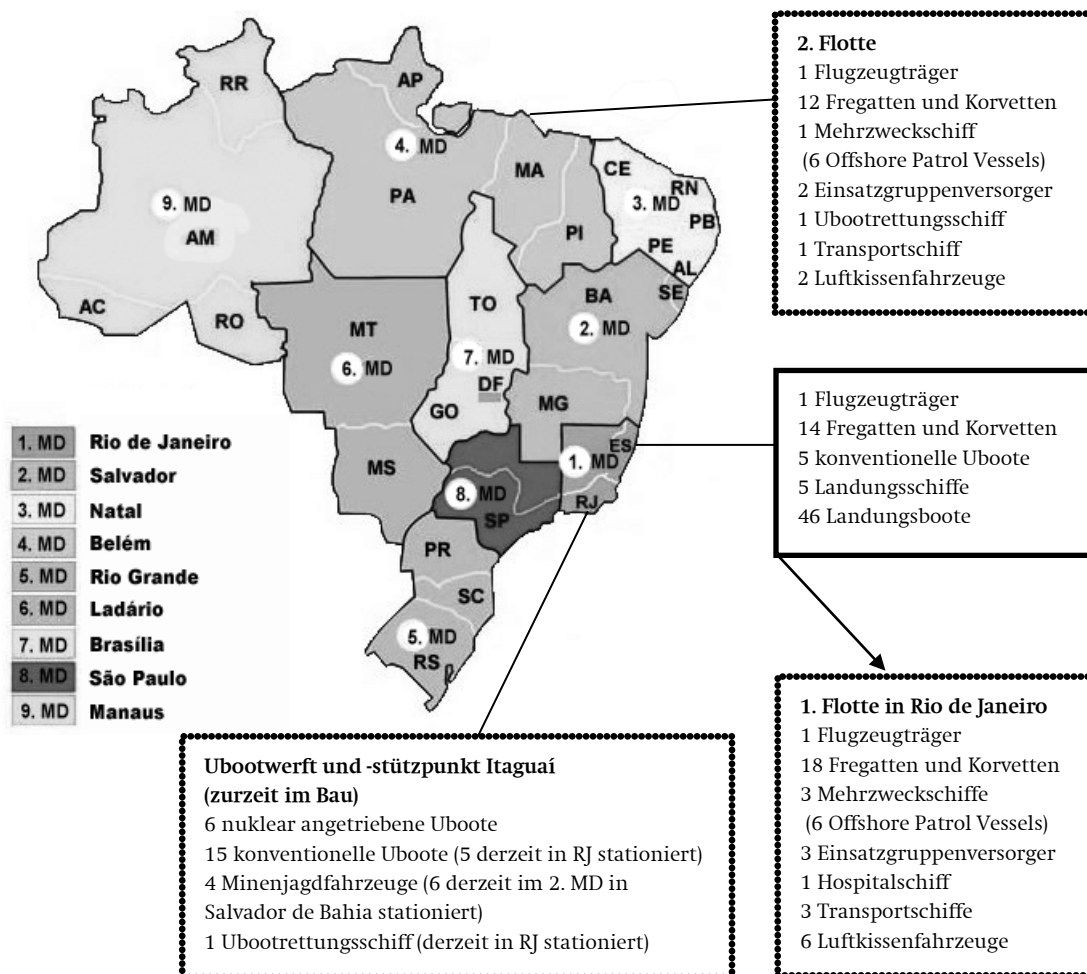 2. Flotte
1 Flugzeugträger
12 Fregatten und Korvetten
1 Mehrzweckschiff
(6 Offshore Patrol Vessels)
2 Einsatzgruppenversorger
1 Ubootrettungsschiff
1 Transportschiff
2 Luftkissenfahrzeuge
RR
AP
4. MD
PA
MA
PI
CE
RN
3. MD
PB
PE
AL
SE
9. MD
AM
AC
RO
MT
6. MD
TO
7. MD
DF
GO
BA
2. MD
MG
ES
1. MD
RJ
MS
8. MD
SP
PR
SC
5. MD
RS
1 Flugzeugträger
14 Fregatten und Korvetten
5 konventionelle Uboote
5 Landungsschiffe
46 Landungsboote
1. MD Rio de Janeiro
2. MD Salvador
3. MD Natal
4. MD Belém
5. MD Rio Grande
6. MD Ladário
7. MD Brasília
8. MD São Paulo
9. MD Manaus
Ubootwerft und -stützpunkt Itaguaí
(zurzeit im Bau)
6 nuklear angetriebene Uboote
15 konventionelle Uboote (5 derzeit in RJ stationiert)
4 Minenjagdfahrzeuge (6 derzeit im 2. MD in
Salvador de Bahia stationiert)
1 Ubootrettungsschiff (derzeit in RJ stationiert)
1. Flotte in Rio de Janeiro
1 Flugzeugträger
18 Fregatten und Korvetten
3 Mehrzweckschiffe
(6 Offshore Patrol Vessels)
3 Einsatzgruppenversorger
1 Hospitalschiff
3 Transportschiffe
6 Luftkissenfahrzeuge